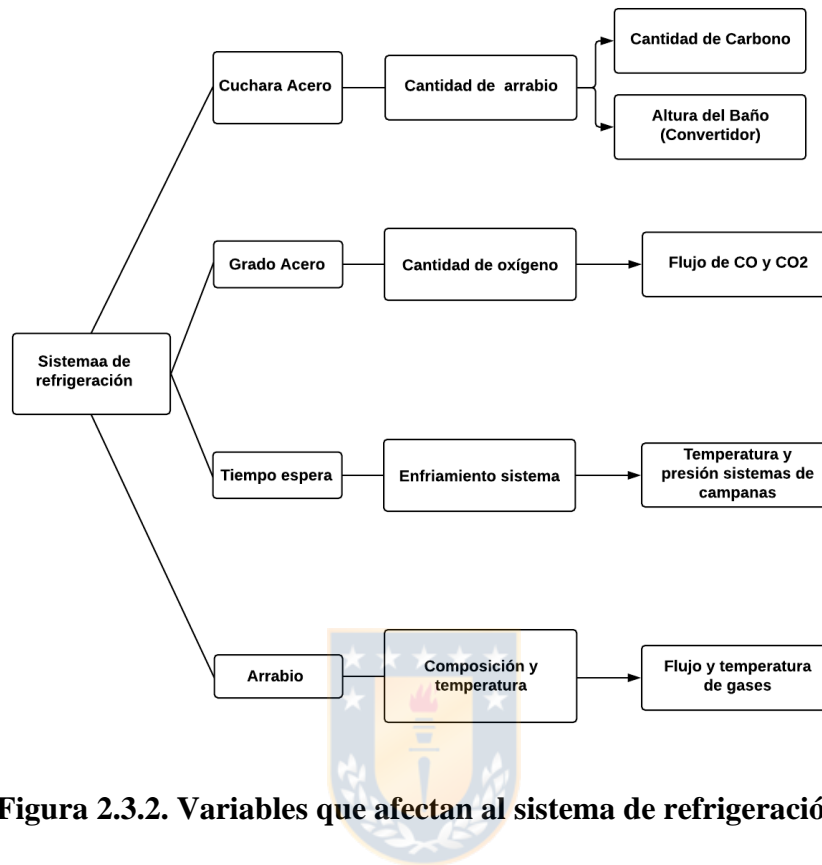 Cantidad de Carbono
Cuchara Acero
Cantidad de arrabio
Altura del Baño
(Convertidor)
Grado Acero
Cantidad de oxígeno
Flujo de CO y CO2
Sistemaa de
refrigeración
Tiempo espera
Enfriamiento sistema
Temperatura y
presión sistemas de
campanas
Arrabio
Composición y
temperatura
Flujo y temperatura
de gases
Figura 2.3.2. Variables que afectan al sistema de refrigeració